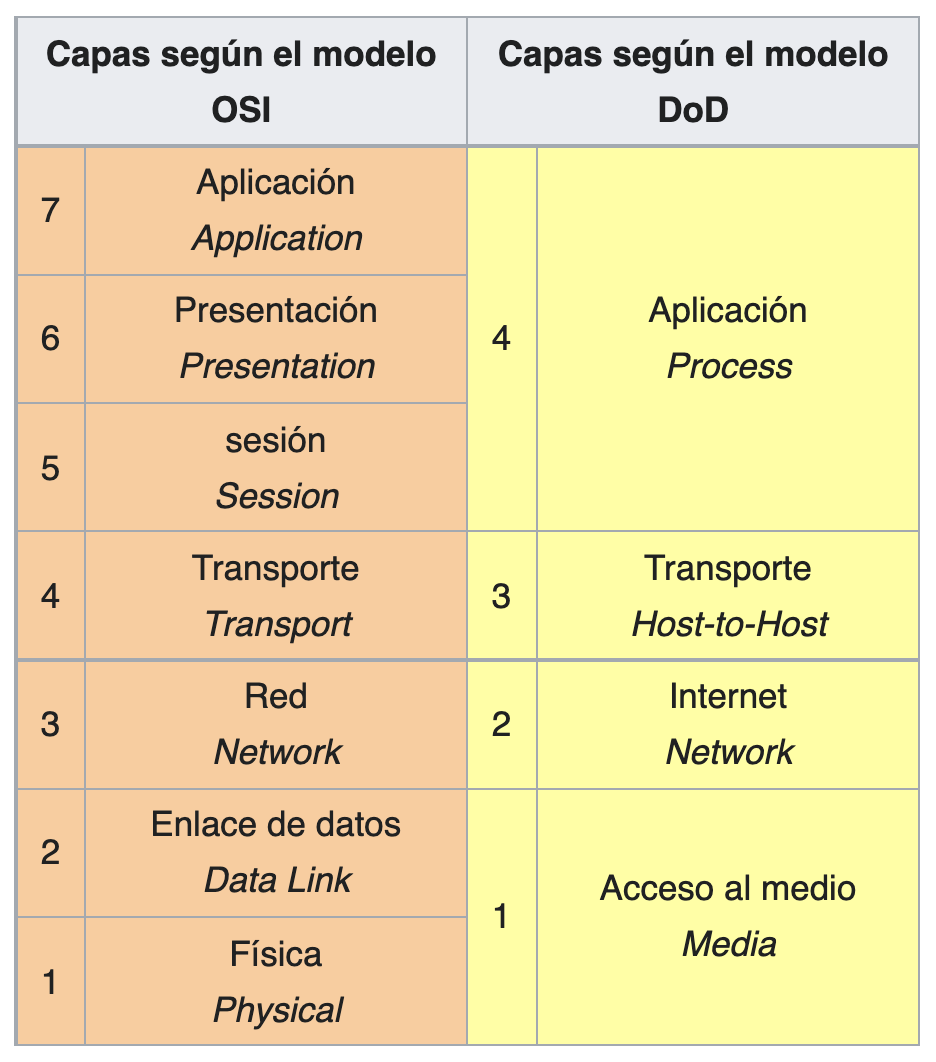 Capas según el modelo
OSI
Capas según el modelo
DoD
7
Aplicación
Application
4
Aplicación
Process
6
Presentación
Presentation
5
sesión
Session
4
Transporte
Transport
3
Transporte
Host-to-Host
3
Red
Network
2
Internet
Network
2
Enlace de datos
Data Link
1
Acceso al medio
Media
1
Física
Physical